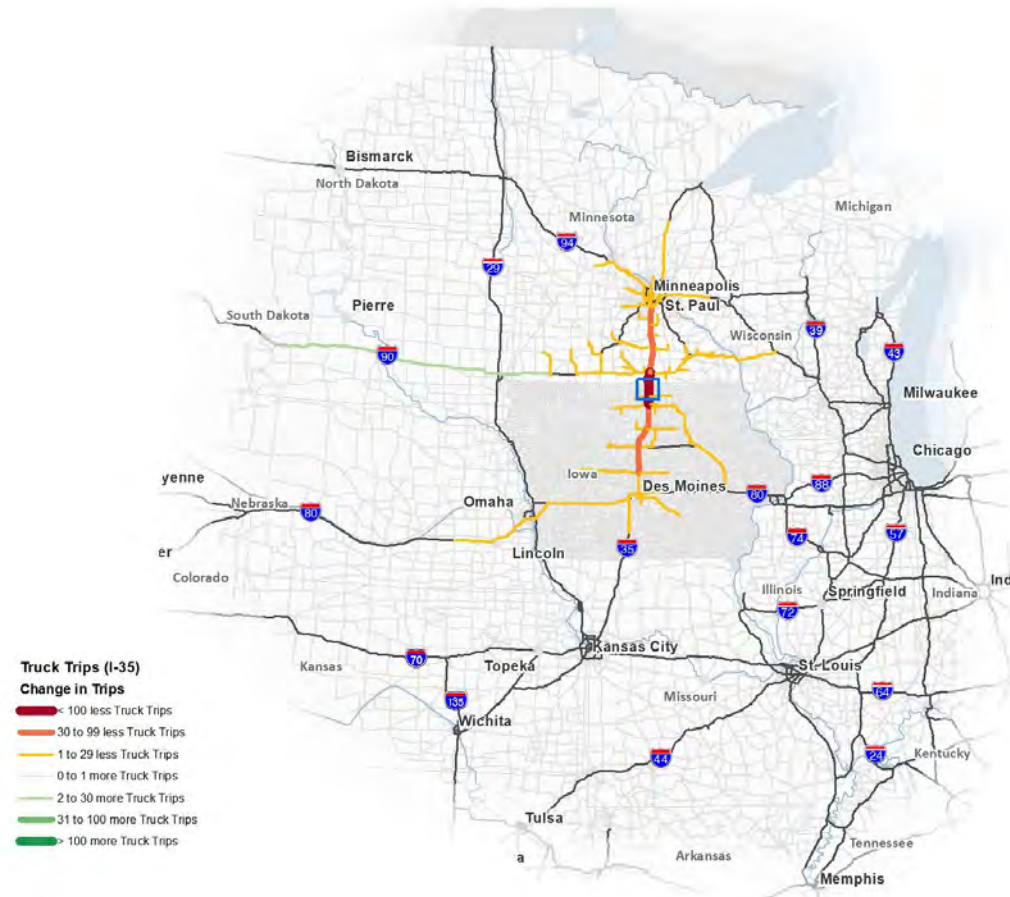 Bismarck
North Dakota
Minnesota
Michigan
94
29
Minneapolis
St. Paul
Pierre
South Dakota
Wisconsin
39
90
43
Milwaukee
Chicago
Iowa
Des Moines
88
80
yenne
Nebraska
Omaha
80
74
57
er
Lincoln
35
Colorado
Illinois
Springfield
Indiana
Ind
72
Kansas City
70
Kansas
Topeka
St. Louis
Missouri
64
135
Wichita
44
24
Kentucky
Tulsa
Tennessee
a
Arkansas
Memphis
Truck Trips (I-35)
Change in Trips
< 100 less Truck Trips
30 to 99 less Truck Trips
1 to 29 less Truck Trips
0 to 1 more Truck Trips
2 to 30 more Truck Trips
31 to 100 more Truck Trips
> 100 more Truck Trips